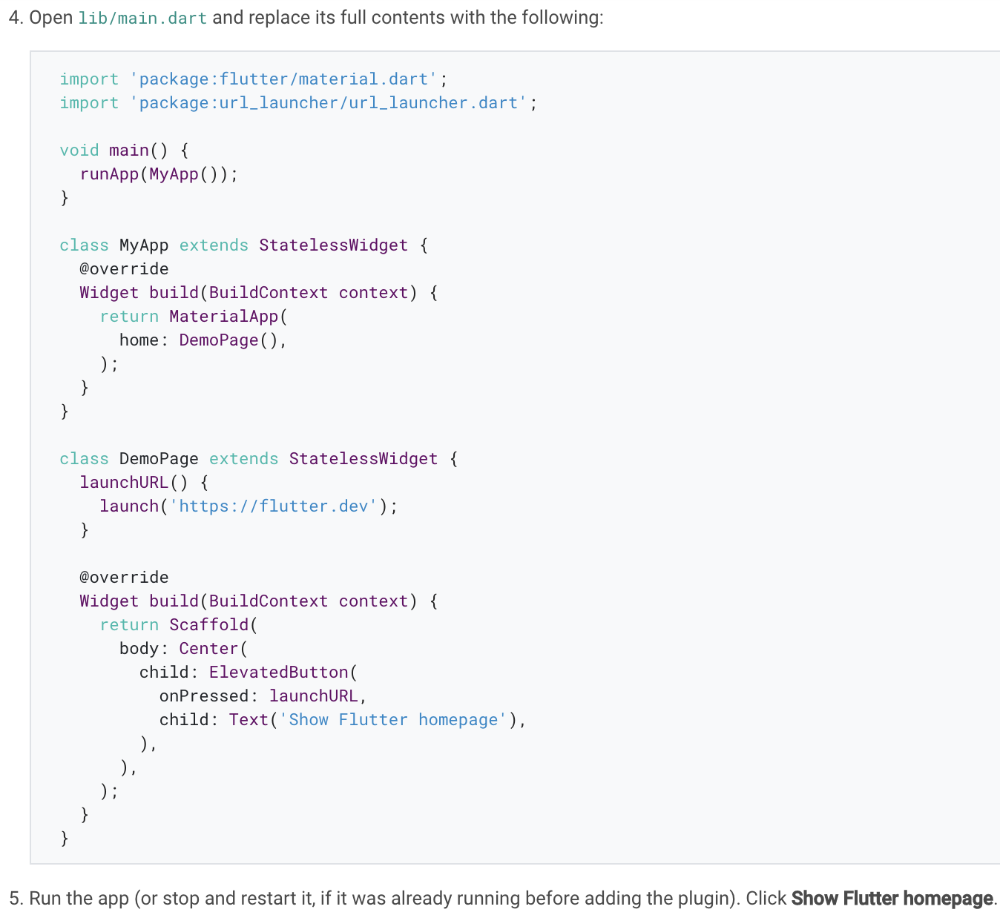 4. Open lib/main.dart and replace its full contents with the following:
import 'package:flutter/material.dart';
import 'package:url_launcher/url_launcher.dart';
void main() {
  runApp(MyApp());
}
class MyApp extends StatelessWidget {
  @override
  Widget build(BuildContext context) {
    return MaterialApp(
      home: DemoPage(),
    );
  }
}
class DemoPage extends StatelessWidget {
  launchURL() {
    launch('https://flutter.dev');
  }
  @override
  Widget build(BuildContext context) {
    return Scaffold(
      body: Center(
        child: ElevatedButton(
          onPressed: launchURL,
          child: Text('Show Flutter homepage'),
        ),
      ),
    );
  }
}
5. Run the app (or stop and restart it, if it was already running before adding the plugin). Click Show Flutter homepage.